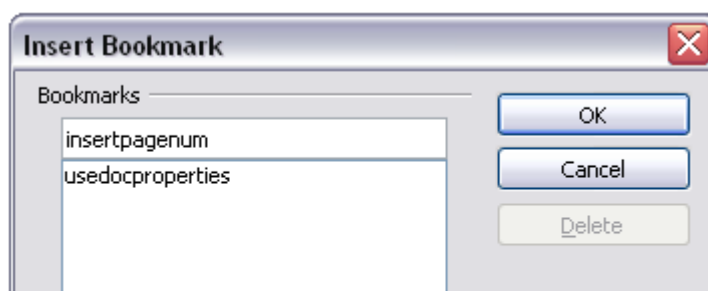 Insert Bookmark
Bookmarks
OK
insertpagenum
Cancel
usedocproperties
Delete